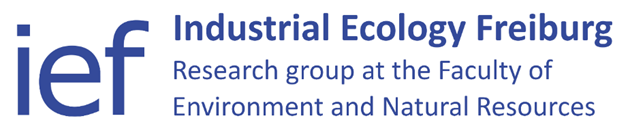 ief
Industrial Ecology Freiburg
Research group at the Faculty of
Environment and Natural Resources